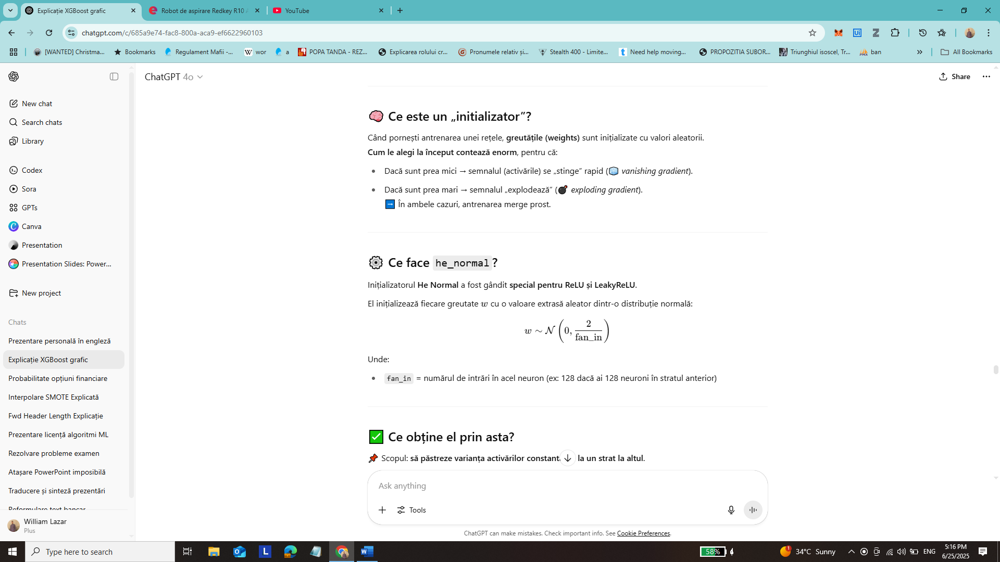 Explicație XGBoost grafic
Robot de aspirare Redkey R10
YouTube
chatgpt.com/c/685a9e74-fac8-800a-aca9-ef6622960103
[WANTED] Christma...
Bookmarks
Regulament Mafii -...
wor
a
POPA TANDA - REZ...
Explicarea rolului cr...
Pronumele relativ și...
Stealth 400 - Limite...
Need help moving...
PROPOZITIA SUBOR...
Triunghiul isoscel, Tr...
ban
All Bookmarks
ChatGPT 4o
Share
New chat
Search chats
Library
Codex
Sora
GPTs
Canva
Presentation
Presentation Slides: Power...
New project
Chats
Prezentare personală în engleză
Explicație XGBoost grafic
Probabilitate opțiuni financiare
Interpolare SMOTE Explicată
Fwd Header Length Explicație
Prezentare licență algoritmi ML
Rezolvare probleme examen
Atașare PowerPoint imposibilă
Traducere și sinteză prezentări
Reformulare text bancar
William Lazar
Plus
🧠 Ce este un „initializator”?
Când pornești antrenarea unei rețele, greutățile (weights) sunt inițializate cu valori aleatorii.
Cum le alegi la început contează enorm, pentru că:
• Dacă sunt prea mici → semnalul (activările) se „stinge” rapid (🧊 vanishing gradient).
• Dacă sunt prea mari → semnalul „explodează” (💣 exploding gradient).
➡️ În ambele cazuri, antrenarea merge prost.
⚙️ Ce face he_normal?
Inițializatorul He Normal a fost gândit special pentru ReLU și LeakyReLU.
El inițializează fiecare greutate w cu o valoare extrasă aleator dintr-o distribuție normală:
w ∼ N (0, 2/fan_in)
Unde:
• fan_in = numărul de intrări în acel neuron (ex: 128 dacă ai 128 neuroni în stratul anterior)
✅ Ce obține el prin asta?
📌 Scopul: să păstreze varianța activărilor la un strat la altul.
Ask anything
Tools
ChatGPT can make mistakes. Check important info. See Cookie Preferences.
Type here to search
58%
1
34°C Sunny
ENG
5:16 PM
6/25/2025